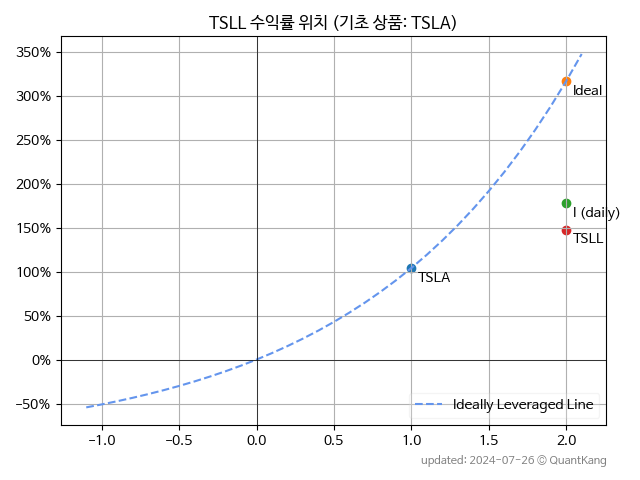 TSLL 수익률 위치 (기초 상품: TSLA)
350%
300%
250%
200%
150%
100%
50%
0%
−50%
Ideal
I (daily)
TSLL
TSLA
Ideally Leveraged Line
−1.0 −0.5 0.0 0.5 1.0 1.5 2.0
updated: 2024-07-26 © QuantKang